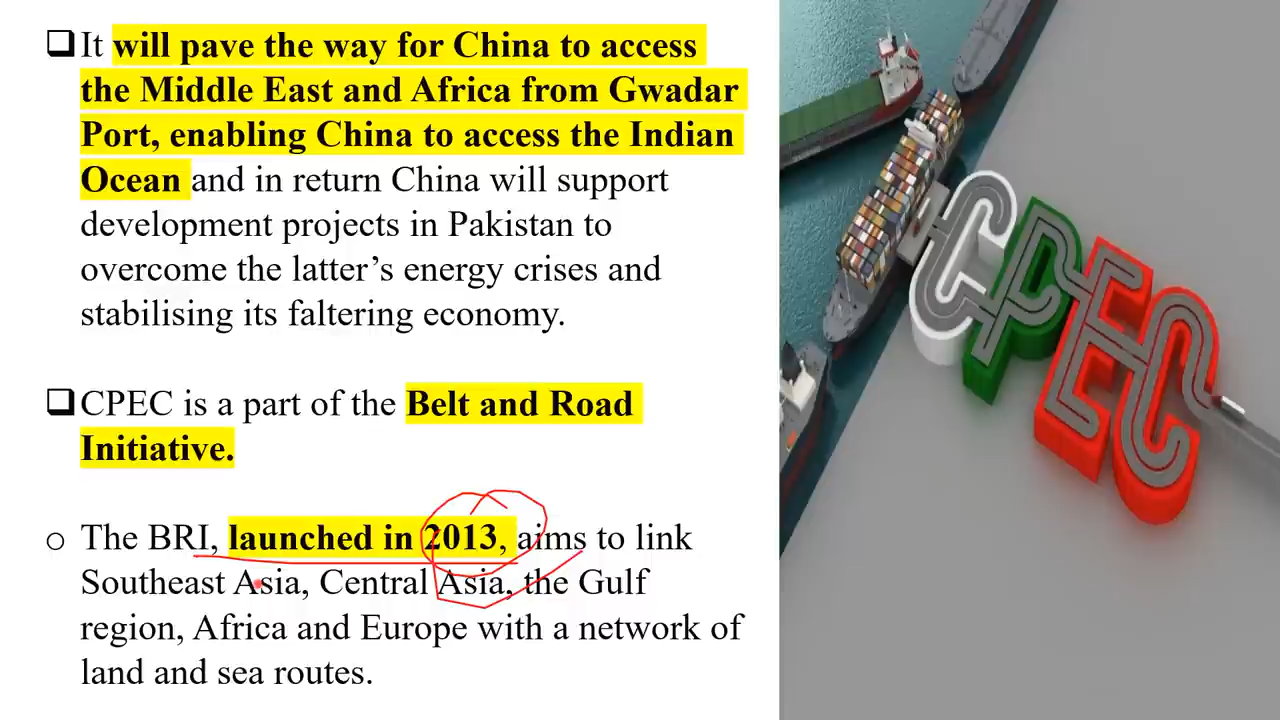 It will pave the way for China to access
the Middle East and Africa from Gwadar
Port, enabling China to access the Indian
Ocean and in return China will support
development projects in Pakistan to
overcome the latter’s energy crises and
stabilising its faltering economy.
CPEC is a part of the Belt and Road
Initiative.
The BRI, launched in 2013, aims to link
Southeast Asia, Central Asia, the Gulf
region, Africa and Europe with a network of
land and sea routes.
CPEC